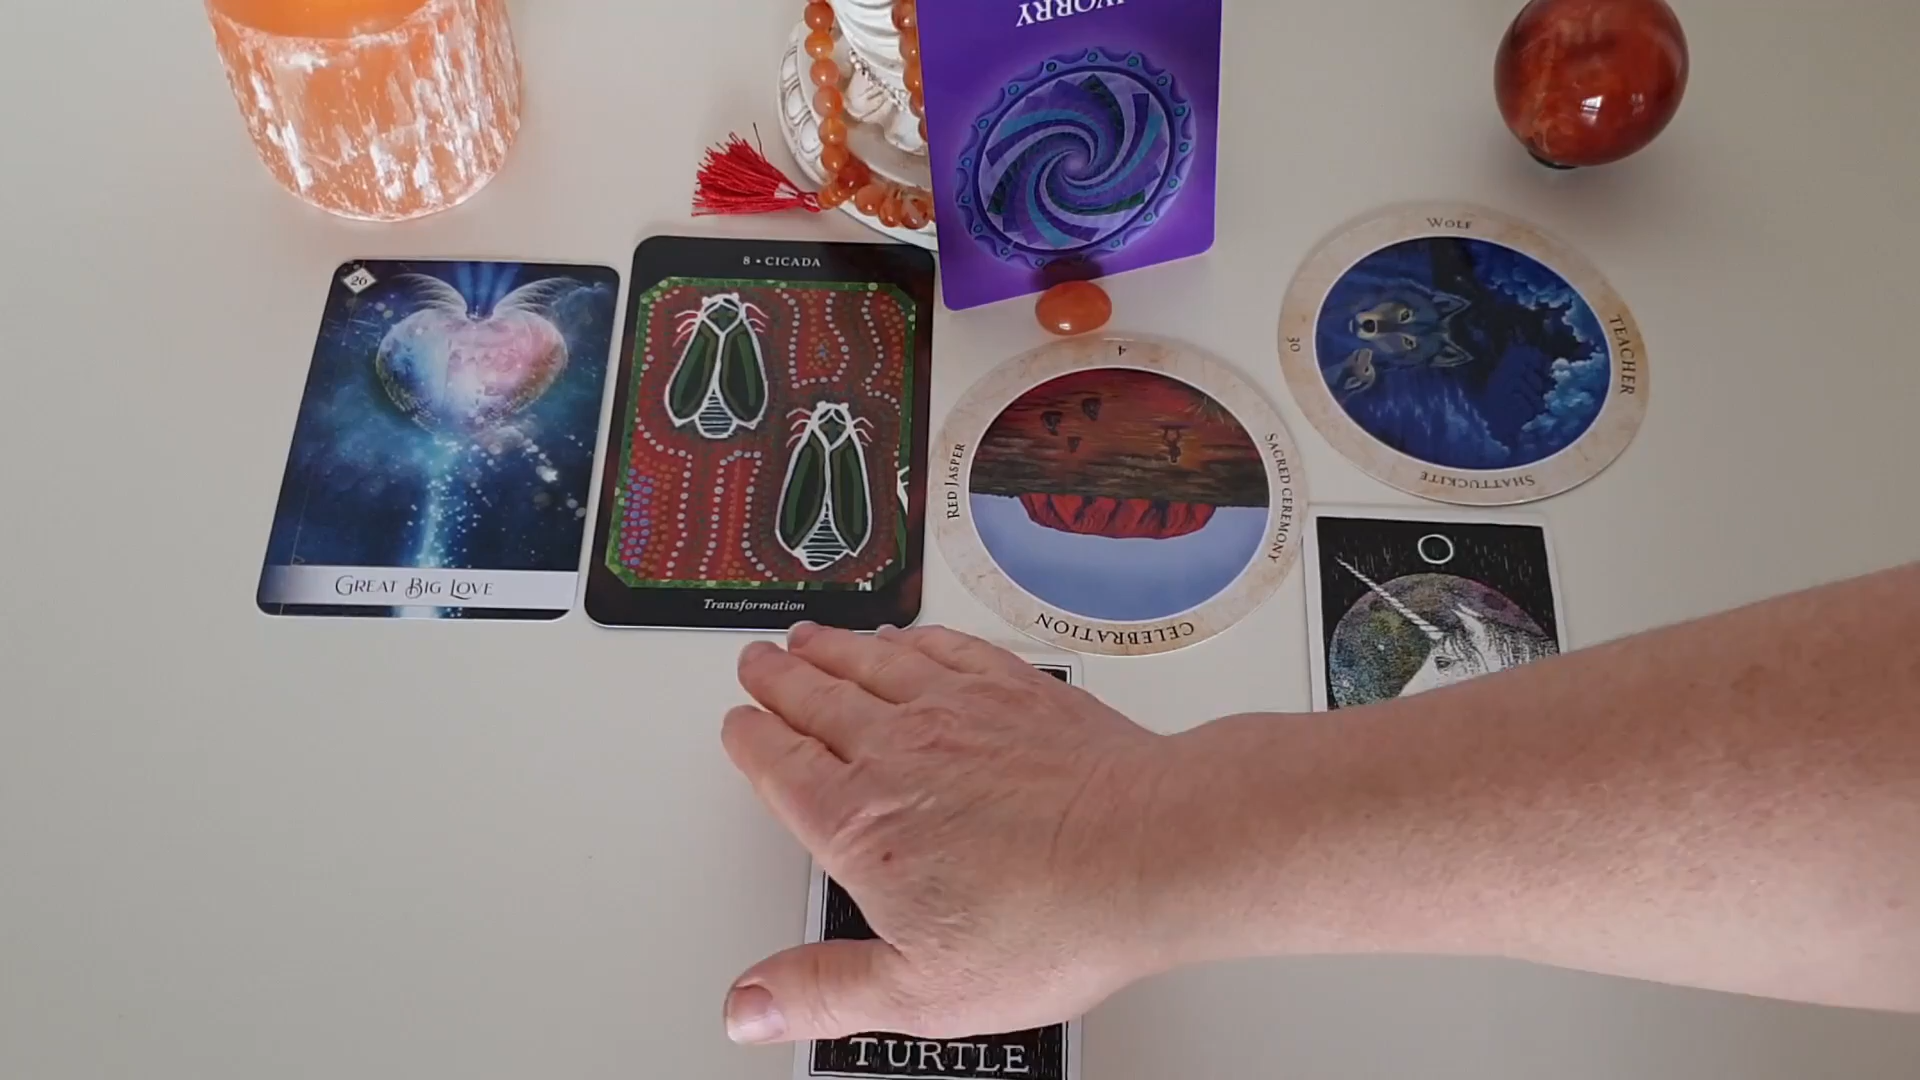 WORRY
26
GREAT BIG LOVE
8 • CICADA
Transformation
4
RED JASPER
SACRED CEREMONY
CELEBRATION
WOLF
TEACHER
30
SHATTUCKITE
TURTLE